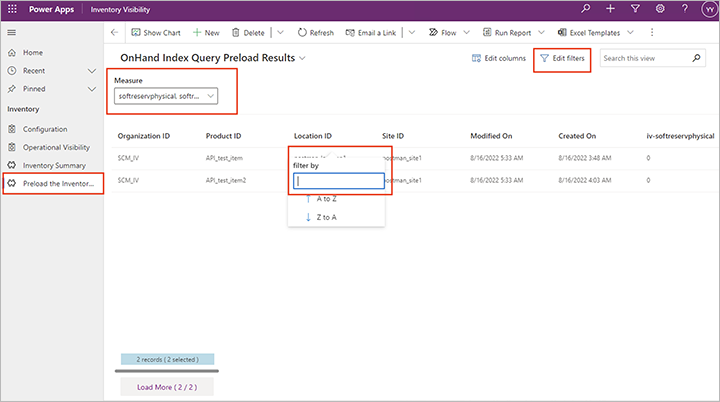 Power Apps Inventory Visibility YY
Show Chart New Delete Refresh Email a Link Flow Run Report Excel Templates
Home
Recent
Pinned
Inventory
Configuration
Operational Visibility
Inventory Summary
Preload the Inventor...
OnHand Index Query Preload Results
Edit columns Edit filters Search this view
Measure
softreservphysical, softr...
Organization ID Product ID Location ID Site ID Modified On Created On iv-softreservphysical
SCM_IV API_test_item postman_site1 8/16/2022 5:33 AM 8/16/2022 3:48 AM 0
filter by
SCM_IV API_test_item2 postman_site1 8/16/2022 5:33 AM 8/16/2022 4:03 AM 0
A to Z
Z to A
2 records ( 2 selected )
Load More ( 2 / 2 )